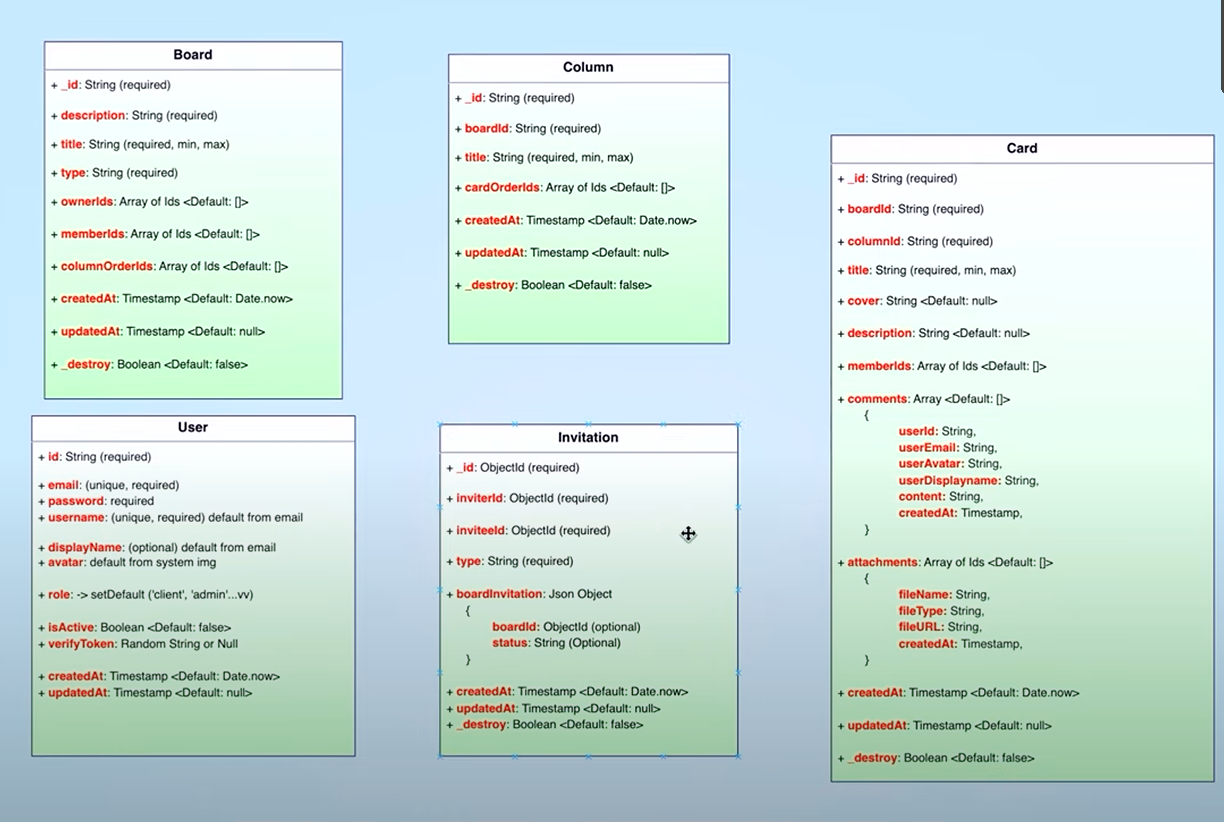 Board
+ _id: String (required)
+ description: String (required)
+ title: String (required, min, max)
+ type: String (required)
+ ownerIds: Array of Ids <Default: []>
+ memberIds: Array of Ids <Default: []>
+ columnOrderIds: Array of Ids <Default: []>
+ createdAt: Timestamp <Default: Date.now>
+ updatedAt: Timestamp <Default: null>
+ _destroy: Boolean <Default: false>
Column
+ _id: String (required)
+ boardId: String (required)
+ title: String (required, min, max)
+ cardOrderIds: Array of Ids <Default: []>
+ createdAt: Timestamp <Default: Date.now>
+ updatedAt: Timestamp <Default: null>
+ _destroy: Boolean <Default: false>
Card
+ _id: String (required)
+ boardId: String (required)
+ columnId: String (required)
+ title: String (required, min, max)
+ cover: String <Default: null>
+ description: String <Default: null>
+ memberIds: Array of Ids <Default: []>
+ comments: Array <Default: []>
{
userId: String,
userEmail: String,
userAvatar: String,
userDisplayname: String,
content: String,
createdAt: Timestamp,
}
+ attachments: Array of Ids <Default: []>
{
fileName: String,
fileType: String,
fileURL: String,
createdAt: Timestamp,
}
+ createdAt: Timestamp <Default: Date.now>
+ updatedAt: Timestamp <Default: null>
+ _destroy: Boolean <Default: false>
User
+ id: String (required)
+ email: (unique, required)
+ password: required
+ username: (unique, required) default from email
+ displayName: (optional) default from email
+ avatar: default from system img
+ role: -> setDefault ('client', 'admin'...vv)
+ isActive: Boolean <Default: false>
+ verifyToken: Random String or Null
+ createdAt: Timestamp <Default: Date.now>
+ updatedAt: Timestamp <Default: null>
Invitation
+ _id: ObjectId (required)
+ inviterId: ObjectId (required)
+ inviteeId: ObjectId (required)
+ type: String (required)
+ boardInvitation: Json Object
{
boardId: ObjectId (optional)
status: String (Optional)
}
+ createdAt: Timestamp <Default: Date.now>
+ updatedAt: Timestamp <Default: null>
+ _destroy: Boolean <Default: false>